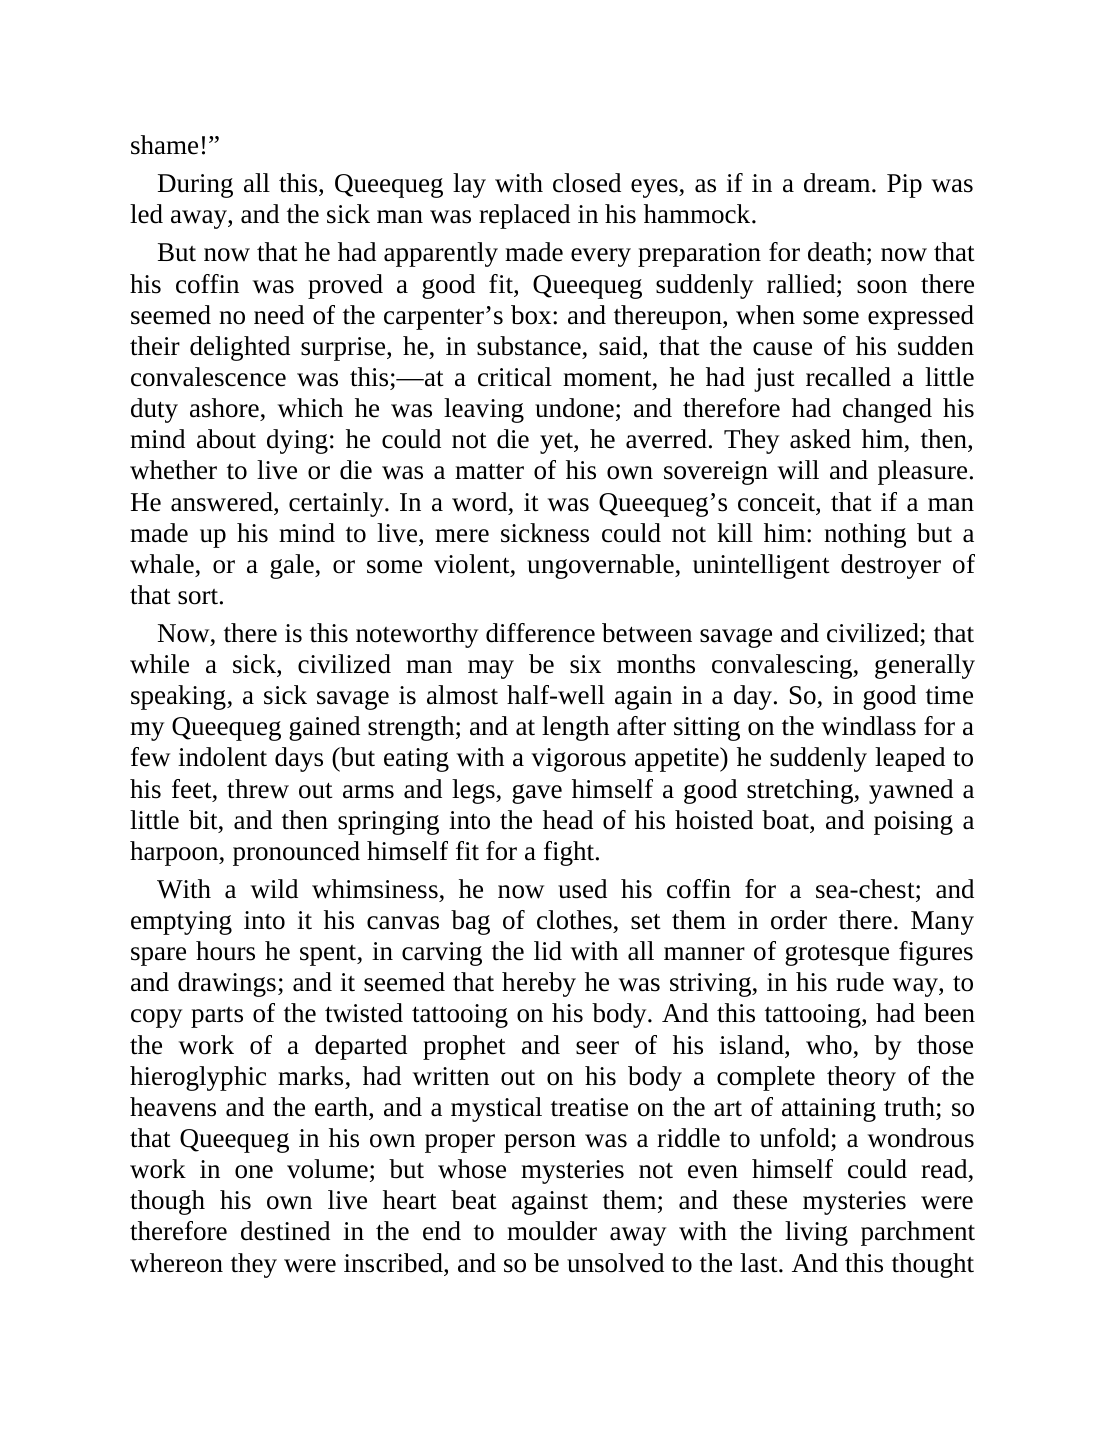 shame!”
During all this, Queequeg lay with closed eyes, as if in a dream. Pip was
led away, and the sick man was replaced in his hammock.
But now that he had apparently made every preparation for death; now that
his coffin was proved a good fit, Queequeg suddenly rallied; soon there
seemed no need of the carpenter’s box: and thereupon, when some expressed
their delighted surprise, he, in substance, said, that the cause of his sudden
convalescence was this;—at a critical moment, he had just recalled a little
duty ashore, which he was leaving undone; and therefore had changed his
mind about dying: he could not die yet, he averred. They asked him, then,
whether to live or die was a matter of his own sovereign will and pleasure.
He answered, certainly. In a word, it was Queequeg’s conceit, that if a man
made up his mind to live, mere sickness could not kill him: nothing but a
whale, or a gale, or some violent, ungovernable, unintelligent destroyer of
that sort.
Now, there is this noteworthy difference between savage and civilized; that
while a sick, civilized man may be six months convalescing, generally
speaking, a sick savage is almost half-well again in a day. So, in good time
my Queequeg gained strength; and at length after sitting on the windlass for a
few indolent days (but eating with a vigorous appetite) he suddenly leaped to
his feet, threw out arms and legs, gave himself a good stretching, yawned a
little bit, and then springing into the head of his hoisted boat, and poising a
harpoon, pronounced himself fit for a fight.
With a wild whimsiness, he now used his coffin for a sea-chest; and
emptying into it his canvas bag of clothes, set them in order there. Many
spare hours he spent, in carving the lid with all manner of grotesque figures
and drawings; and it seemed that hereby he was striving, in his rude way, to
copy parts of the twisted tattooing on his body. And this tattooing, had been
the work of a departed prophet and seer of his island, who, by those
hieroglyphic marks, had written out on his body a complete theory of the
heavens and the earth, and a mystical treatise on the art of attaining truth; so
that Queequeg in his own proper person was a riddle to unfold; a wondrous
work in one volume; but whose mysteries not even himself could read,
though his own live heart beat against them; and these mysteries were
therefore destined in the end to moulder away with the living parchment
whereon they were inscribed, and so be unsolved to the last. And this thought